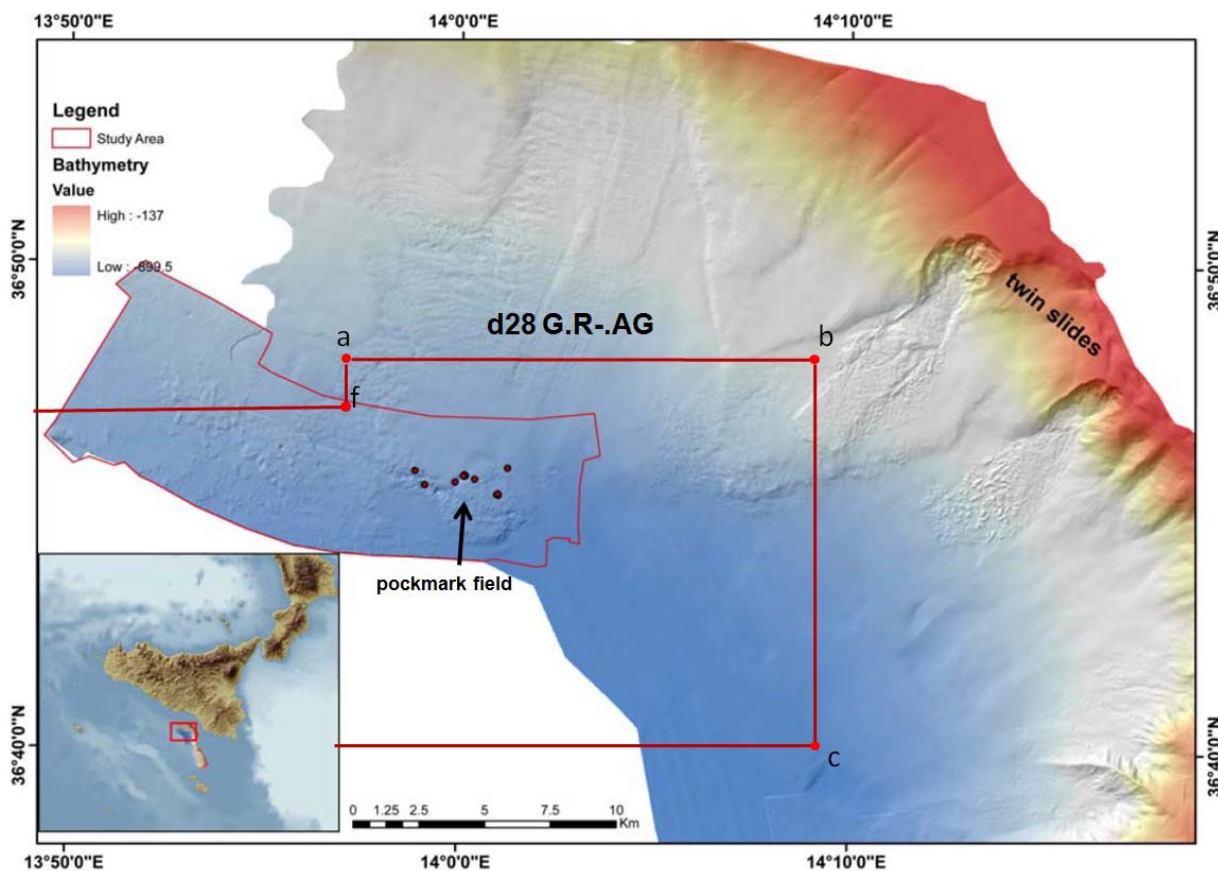 13°50'0"E 14°0'0"E 14°10'0"E
Legend
Study Area
Bathymetry
Value
High : -137
Low : -899.5
36°50'0"N
36°50'0"N
twin slides
d28 G.R-.AG
a
b
f
pockmark field
36°40'0"N
36°40'0"N
c
0 1.25 2.5 5 7.5 10
Km
13°50'0"E 14°0'0"E 14°10'0"E